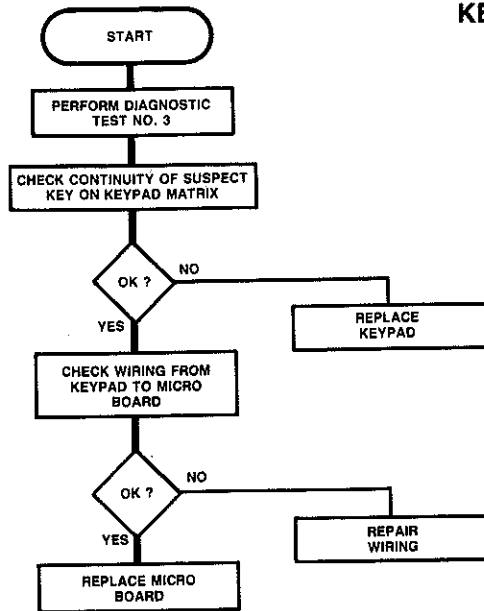 KE
START
PERFORM DIAGNOSTIC
TEST NO. 3
CHECK CONTINUITY OF SUSPECT
KEY ON KEYPAD MATRIX
OK ?
NO
YES
REPLACE
KEYPAD
CHECK WIRING FROM
KEYPAD TO MICRO
BOARD
OK ?
NO
YES
REPAIR
WIRING
REPLACE MICRO
BOARD